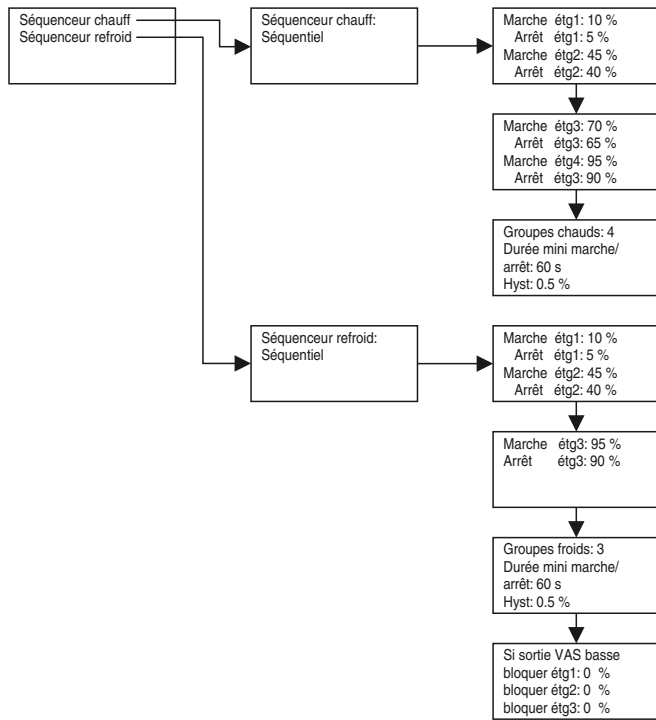 Séquenceur chauff
Séquenceur refroid
Séquenceur chauff:
Séquentiel
Marche étg1: 10 %
Arrêt étg1: 5 %
Marche étg2: 45 %
Arrêt étg2: 40 %
Marche étg3: 70 %
Arrêt étg3: 65 %
Marche étg4: 95 %
Arrêt étg3: 90 %
Groupes chauds: 4
Durée mini marche/
arrêt: 60 s
Hyst: 0.5 %
Séquenceur refroid:
Séquentiel
Marche étg1: 10 %
Arrêt étg1: 5 %
Marche étg2: 45 %
Arrêt étg2: 40 %
Marche étg3: 95 %
Arrêt étg3: 90 %
Groupes froids: 3
Durée mini marche/
arrêt: 60 s
Hyst: 0.5 %
Si sortie VAS basse
bloquer étg1: 0 %
bloquer étg2: 0 %
bloquer étg3: 0 %